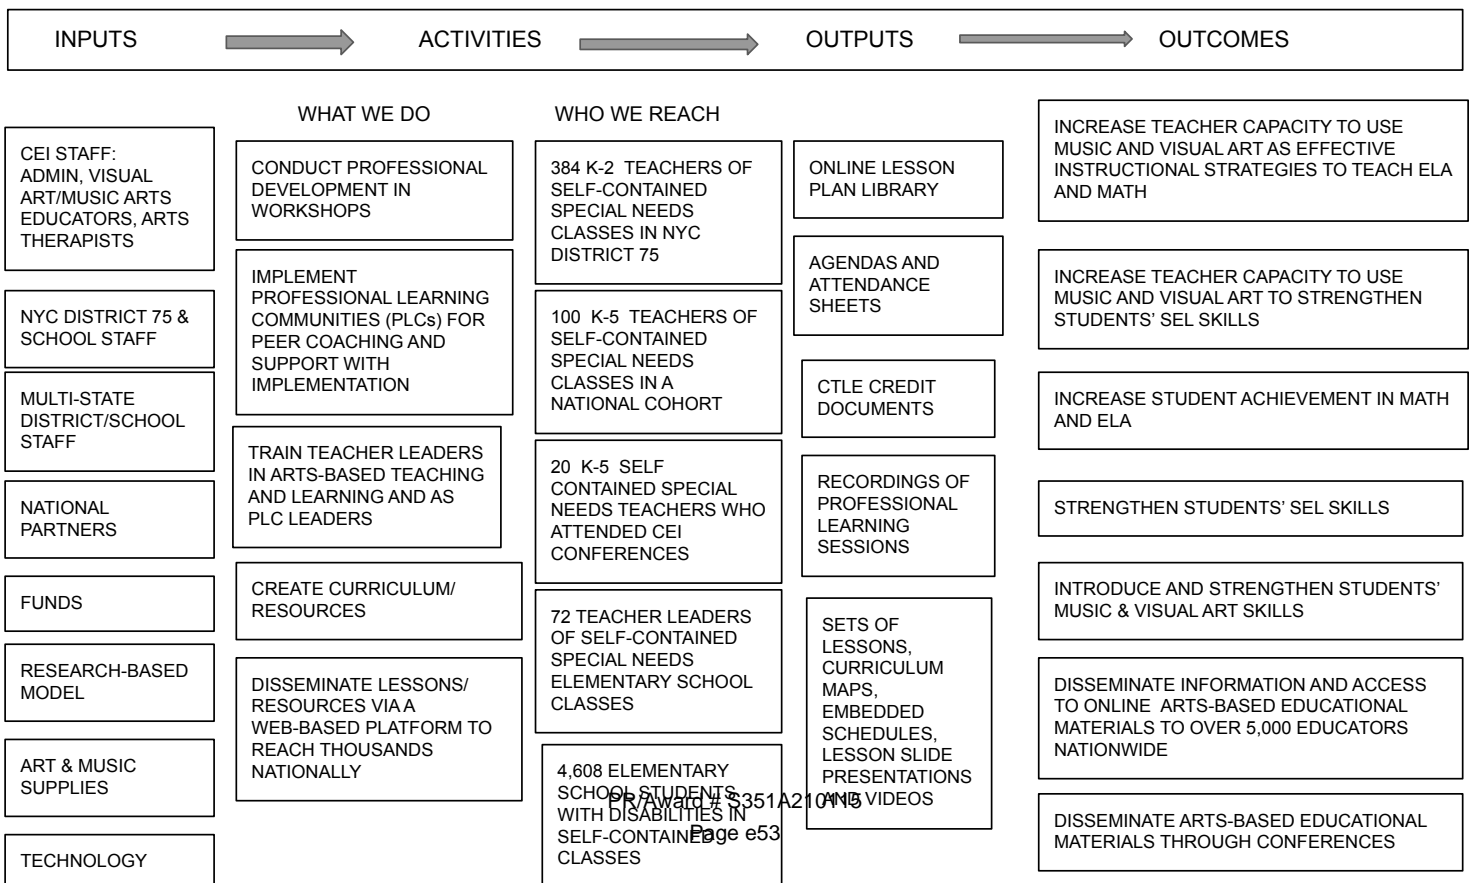 INPUTS
ACTIVITIES
OUTPUTS
OUTCOMES
WHAT WE DO
WHO WE REACH
CEI STAFF:
ADMIN, VISUAL
ART/MUSIC ARTS
EDUCATORS, ARTS
THERAPISTS
NYC DISTRICT 75 &
SCHOOL STAFF
MULTI-STATE
DISTRICT/SCHOOL
STAFF
NATIONAL
PARTNERS
FUNDS
RESEARCH-BASED
MODEL
ART & MUSIC
SUPPLIES
TECHNOLOGY
CONDUCT PROFESSIONAL
DEVELOPMENT IN
WORKSHOPS
IMPLEMENT
PROFESSIONAL LEARNING
COMMUNITIES (PLCs) FOR
PEER COACHING AND
SUPPORT WITH
IMPLEMENTATION
TRAIN TEACHER LEADERS
IN ARTS-BASED TEACHING
AND LEARNING AND AS
PLC LEADERS
CREATE CURRICULUM/
RESOURCES
DISSEMINATE LESSONS/
RESOURCES VIA A
WEB-BASED PLATFORM TO
REACH THOUSANDS
NATIONALLY
384 K-2 TEACHERS OF
SELF-CONTAINED
SPECIAL NEEDS
CLASSES IN NYC
DISTRICT 75
100 K-5 TEACHERS OF
SELF-CONTAINED
SPECIAL NEEDS
CLASSES IN A
NATIONAL COHORT
20 K-5 SELF
CONTAINED SPECIAL
NEEDS TEACHERS WHO
ATTENDED CEI
CONFERENCES
72 TEACHER LEADERS
OF SELF-CONTAINED
SPECIAL NEEDS
ELEMENTARY SCHOOL
CLASSES
4,608 ELEMENTARY
SCHOOL STUDENTS
WITH DISABILITIES IN
SELF-CONTAINED
CLASSES
ONLINE LESSON
PLAN LIBRARY
AGENDAS AND
ATTENDANCE
SHEETS
CTLE CREDIT
DOCUMENTS
RECORDINGS OF
PROFESSIONAL
LEARNING
SESSIONS
SETS OF
LESSONS,
CURRICULUM
MAPS,
EMBEDDED
SCHEDULES,
LESSON SLIDE
PRESENTATIONS
AND VIDEOS
INCREASE TEACHER CAPACITY TO USE
MUSIC AND VISUAL ART AS EFFECTIVE
INSTRUCTIONAL STRATEGIES TO TEACH ELA
AND MATH
INCREASE TEACHER CAPACITY TO USE
MUSIC AND VISUAL ART TO STRENGTHEN
STUDENTS’ SEL SKILLS
INCREASE STUDENT ACHIEVEMENT IN MATH
AND ELA
STRENGTHEN STUDENTS’ SEL SKILLS
INTRODUCE AND STRENGTHEN STUDENTS’
MUSIC & VISUAL ART SKILLS
DISSEMINATE INFORMATION AND ACCESS
TO ONLINE ARTS-BASED EDUCATIONAL
MATERIALS TO OVER 5,000 EDUCATORS
NATIONWIDE
DISSEMINATE ARTS-BASED EDUCATIONAL
MATERIALS THROUGH CONFERENCES
PR/Award # S351A210115
Page e53